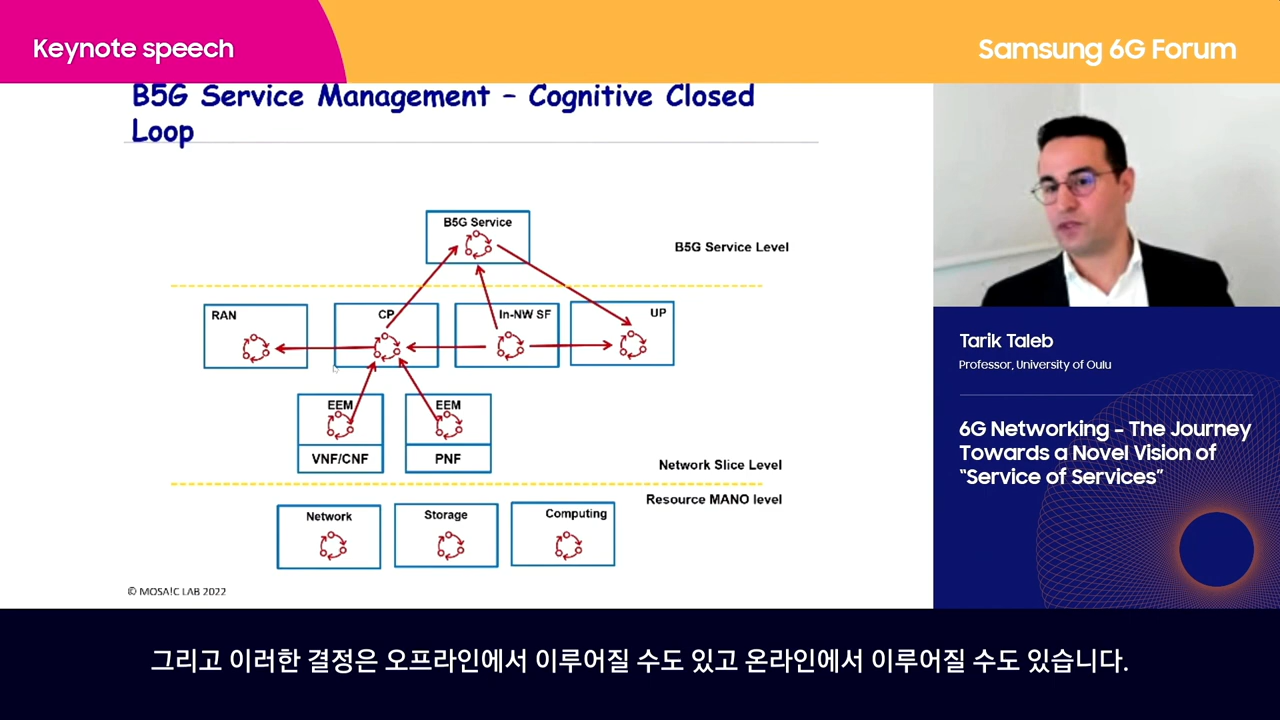 Keynote speech
Samsung 6G Forum
B5G Service Management – Cognitive Closed
Loop
B5G Service
B5G Service Level
RAN
CP
In-NW SF
UP
EEM
EEM
VNF/CNF
PNF
Network Slice Level
Resource MANO level
Network
Storage
Computing
© MOSA!C LAB 2022
Tarik Taleb
Professor, University of Oulu
6G Networking – The Journey
Towards a Novel Vision of
“Service of Services”
그리고 이러한 결정은 오프라인에서 이루어질 수도 있고 온라인에서 이루어질 수도 있습니다.